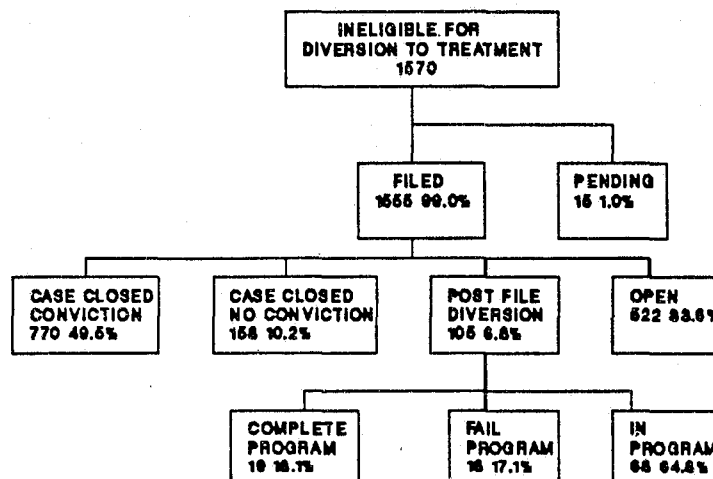 INELIGIBLE FOR
DIVERSION TO TREATMENT
1570
FILED
1555 99.0%
PENDING
15 1.0%
CASE CLOSED
CONVICTION
770 49.5%
CASE CLOSED
NO CONVICTION
158 10.2%
POST FILE
DIVERSION
105 6.8%
OPEN
522 33.6%
COMPLETE
PROGRAM
19 18.1%
FAIL
PROGRAM
18 17.1%
IN
PROGRAM
68 64.8%